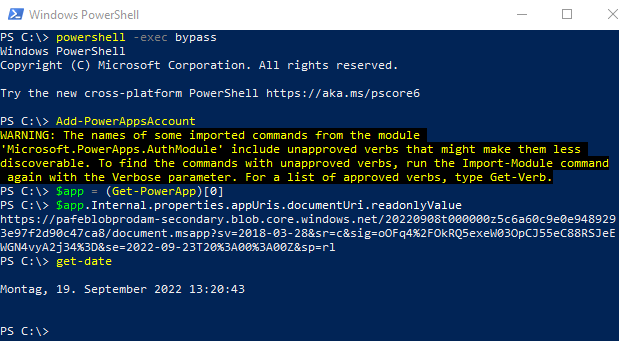 Windows PowerShell
PS C:\> powershell -exec bypass
Windows PowerShell
Copyright (C) Microsoft Corporation. All rights reserved.
Try the new cross-platform PowerShell https://aka.ms/pscore6
PS C:\> Add-PowerAppsAccount
WARNING: The names of some imported commands from the module
'Microsoft.PowerApps.AuthModule' include unapproved verbs that might make them less
discoverable. To find the commands with unapproved verbs, run the Import-Module command
again with the Verbose parameter. For a list of approved verbs, type Get-Verb.
PS C:\> $app = (Get-PowerApp)[0]
PS C:\> $app.Internal.properties.appUris.documentUri.readonlyValue
https://pafeblobprodam-secondary.blob.core.windows.net/20220908t000000z5c6a60c9e0e948929
3e97f2d90c47ca8/document.msapp?sv=2018-03-28&sr=c&sig=oOFq4%2FOkRQ5exeW03OpCJ55eC88RSJeE
WGN4vyA2j34%3D&se=2022-09-23T20%3A00%3A00Z&sp=rl
PS C:\> get-date
Montag, 19. September 2022 13:20:43
PS C:\>